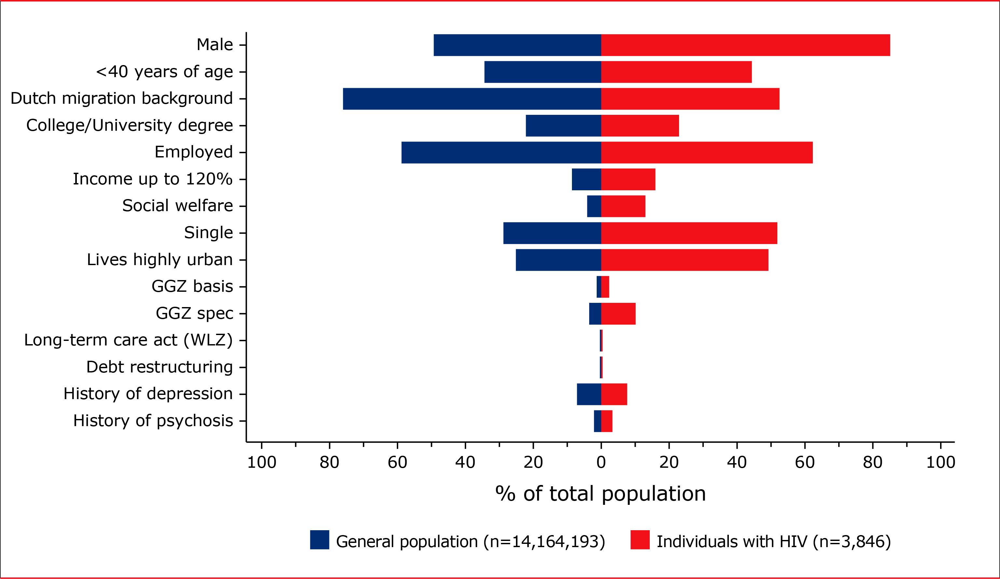 Male
<40 years of age
Dutch migration background
College/University degree
Employed
Income up to 120%
Social welfare
Single
Lives highly urban
GGZ basis
GGZ spec
Long-term care act (WLZ)
Debt restructuring
History of depression
History of psychosis
100 80 60 40 20 0 20 40 60 80 100
% of total population
General population (n=14,164,193) Individuals with HIV (n=3,846)